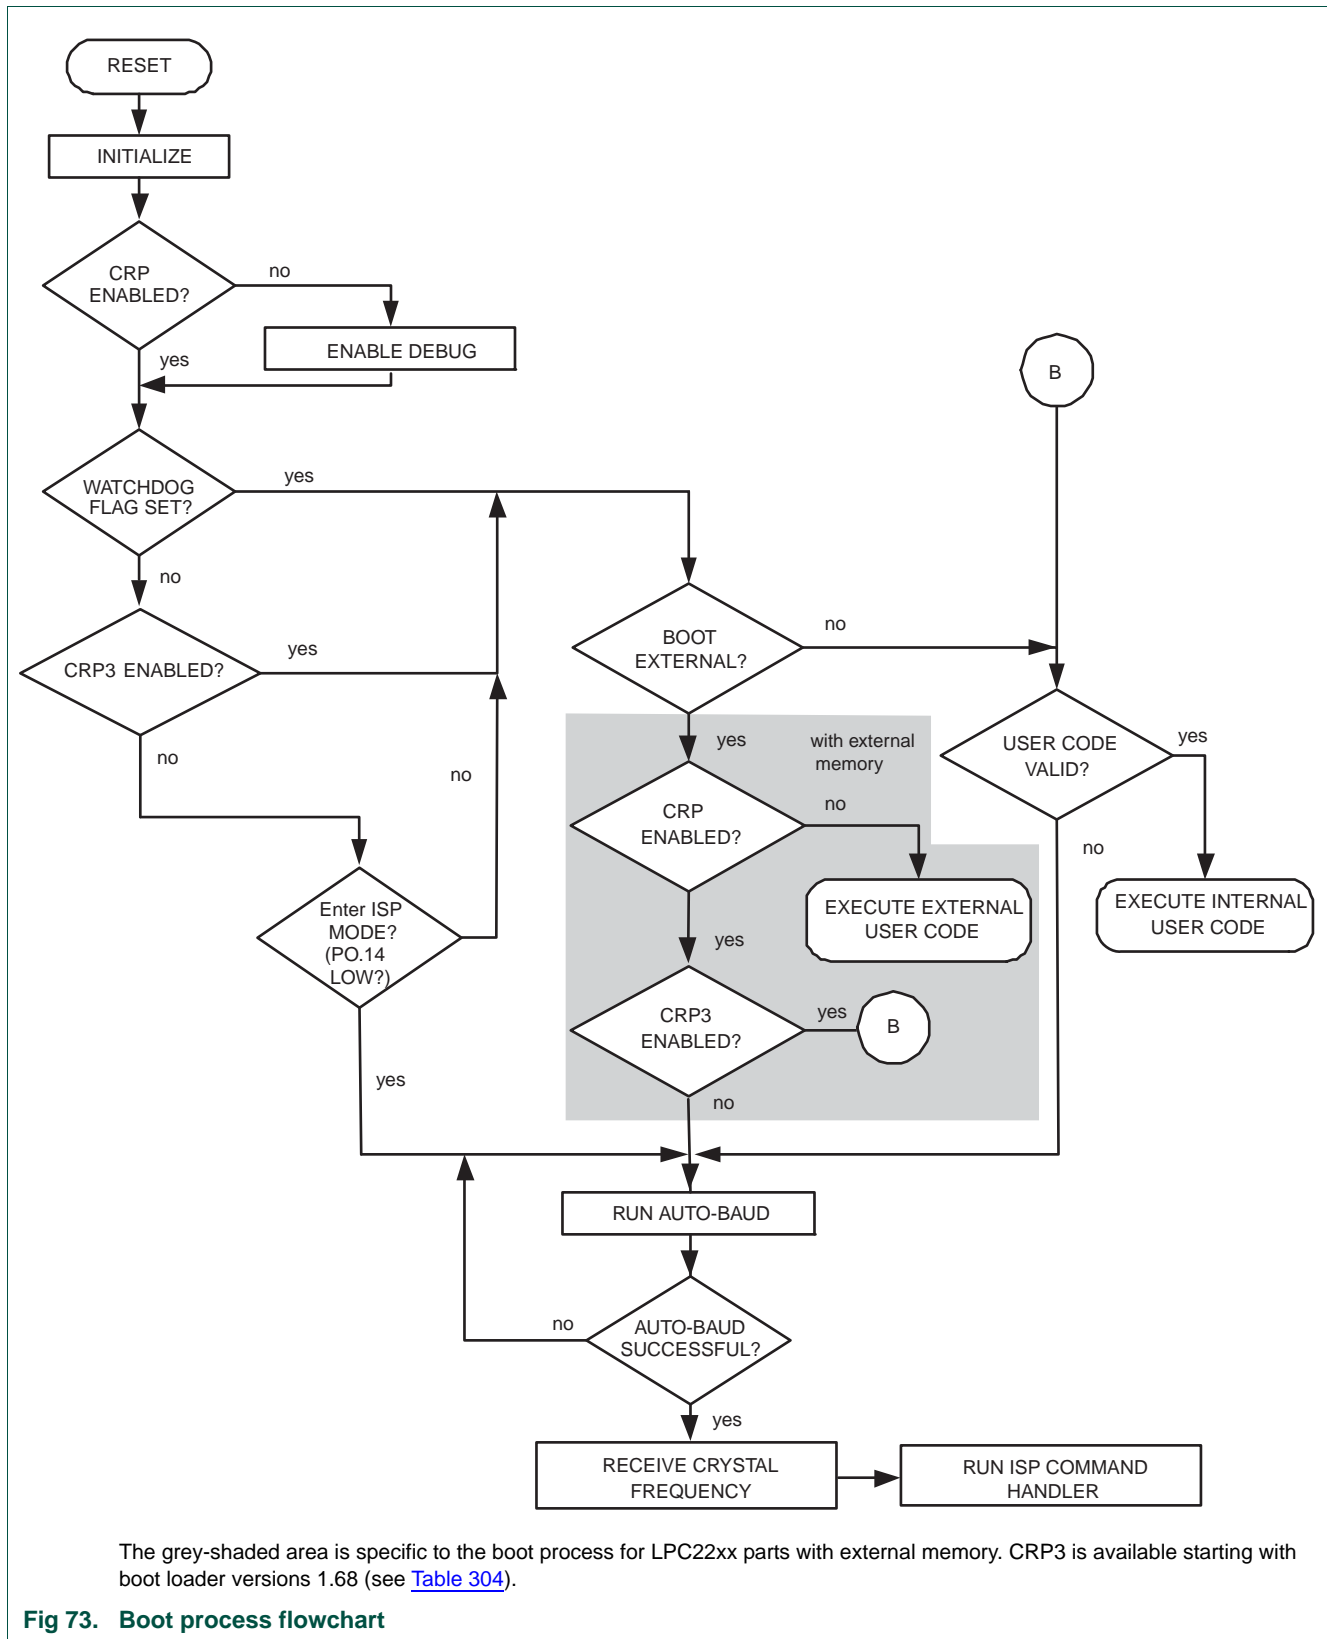 RESET
INITIALIZE
CRP
ENABLED?
no
ENABLE DEBUG
yes
B
WATCHDOG
FLAG SET?
yes
no
CRP3 ENABLED?
yes
no
BOOT
EXTERNAL?
no
yes
with external
memory
USER CODE
VALID?
yes
no
no
CRP
ENABLED?
no
EXECUTE EXTERNAL
USER CODE
EXECUTE INTERNAL
USER CODE
Enter ISP
MODE?
(PO.14
LOW?)
yes
yes
CRP3
ENABLED?
yes
B
no
RUN AUTO-BAUD
AUTO-BAUD
SUCCESSFUL?
no
yes
RECEIVE CRYSTAL
FREQUENCY
RUN ISP COMMAND
HANDLER
The grey-shaded area is specific to the boot process for LPC22xx parts with external memory. CRP3 is available starting with
boot loader versions 1.68 (see Table 304).
Fig 73. Boot process flowchart